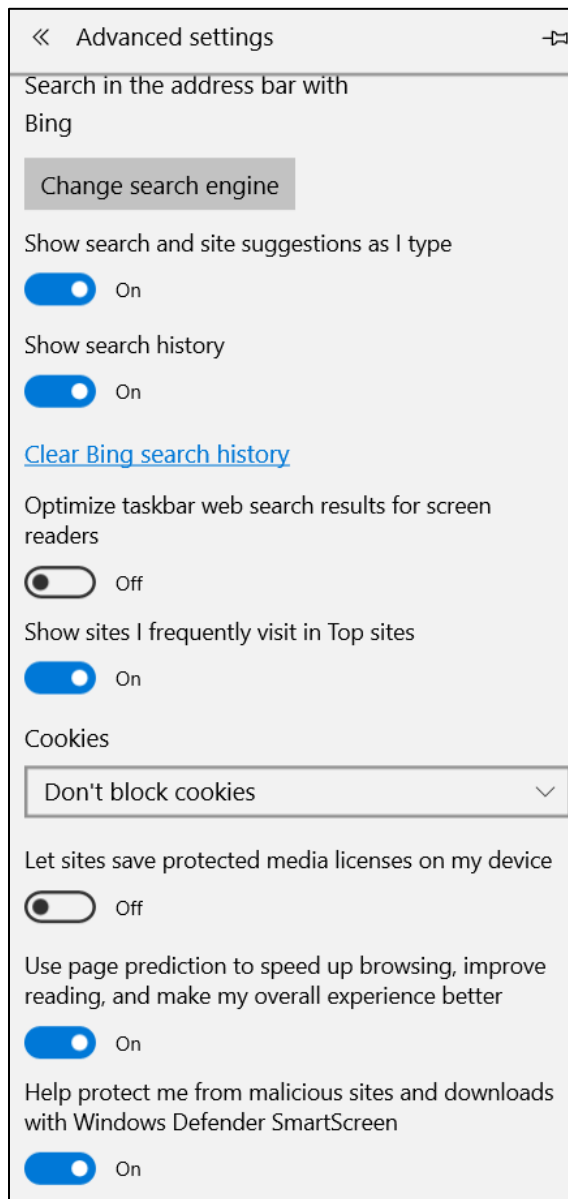 Advanced settings
Search in the address bar with
Bing
Change search engine
Show search and site suggestions as I type
On
Show search history
On
Clear Bing search history
Optimize taskbar web search results for screen
readers
Off
Show sites I frequently visit in Top sites
On
Cookies
Don't block cookies
Let sites save protected media licenses on my device
Off
Use page prediction to speed up browsing, improve
reading, and make my overall experience better
On
Help protect me from malicious sites and downloads
with Windows Defender SmartScreen
On